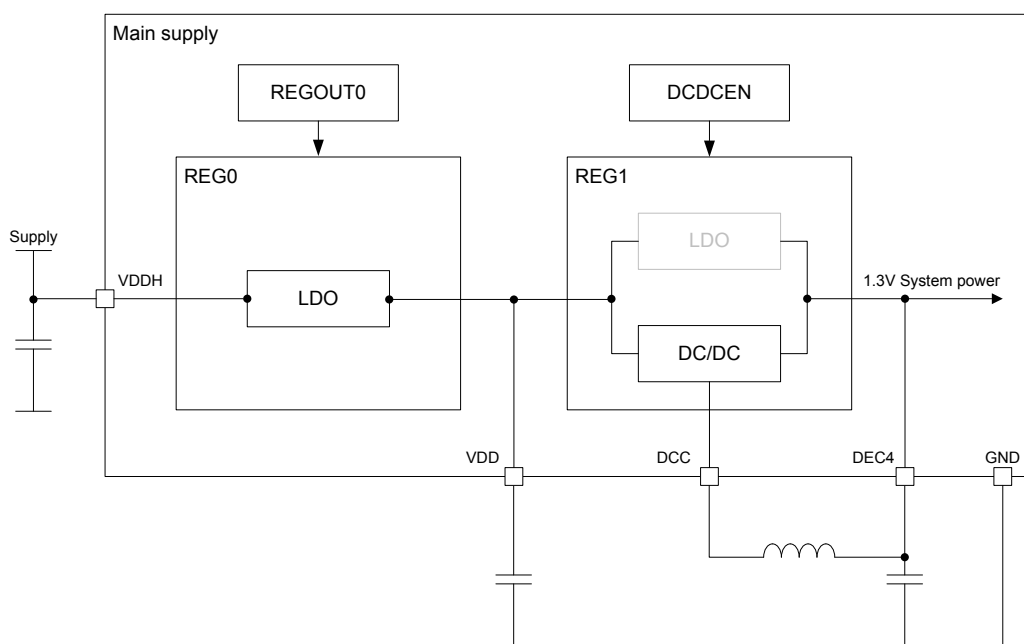 Main supply
REGOUT0
DCDCEN
REG0
REG1
Supply
LDO
VDDH
LDO
1.3V System power
DC/DC
VDD
DCC
DEC4
GND